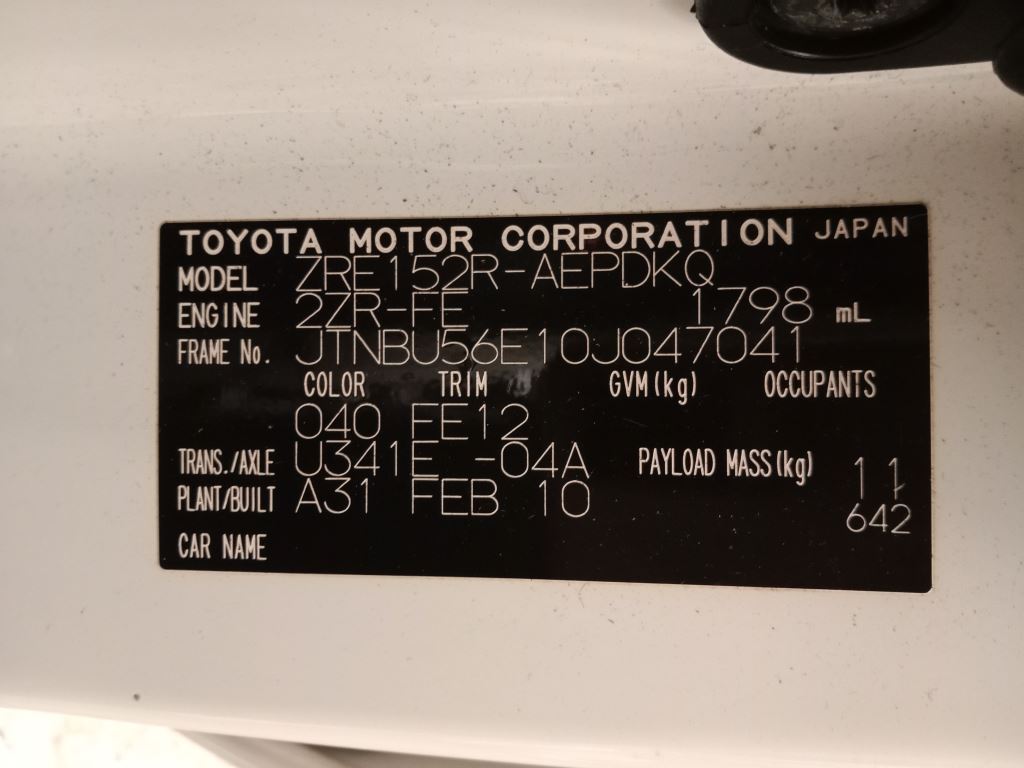 TOYOTA MOTOR CORPORATION JAPAN
MODEL ZRE152R-AEPDKQ
ENGINE 2ZR-FE 1798 mL
FRAME No. JTNBU56E10J047041
COLOR TRIM GVM(kg) OCCUPANTS
040 FE12
TRANS./AXLE U341E -04A PAYLOAD MASS(kg) 11
PLANT/BUILT A31 FEB 10 642
CAR NAME